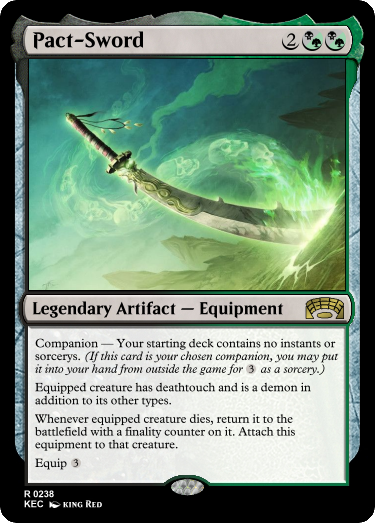 Pact-Sword 2
Legendary Artifact — Equipment
Companion — Your starting deck contains no instants or
sorcerys. (If this card is your chosen companion, you may put
it into your hand from outside the game for 3 as a sorcery.)
Equipped creature has deathtouch and is a demon in
addition to its other types.
Whenever equipped creature dies, return it to the
battlefield with a finality counter on it. Attach this
equipment to that creature.
Equip 3
R 0238
KEC KING RED